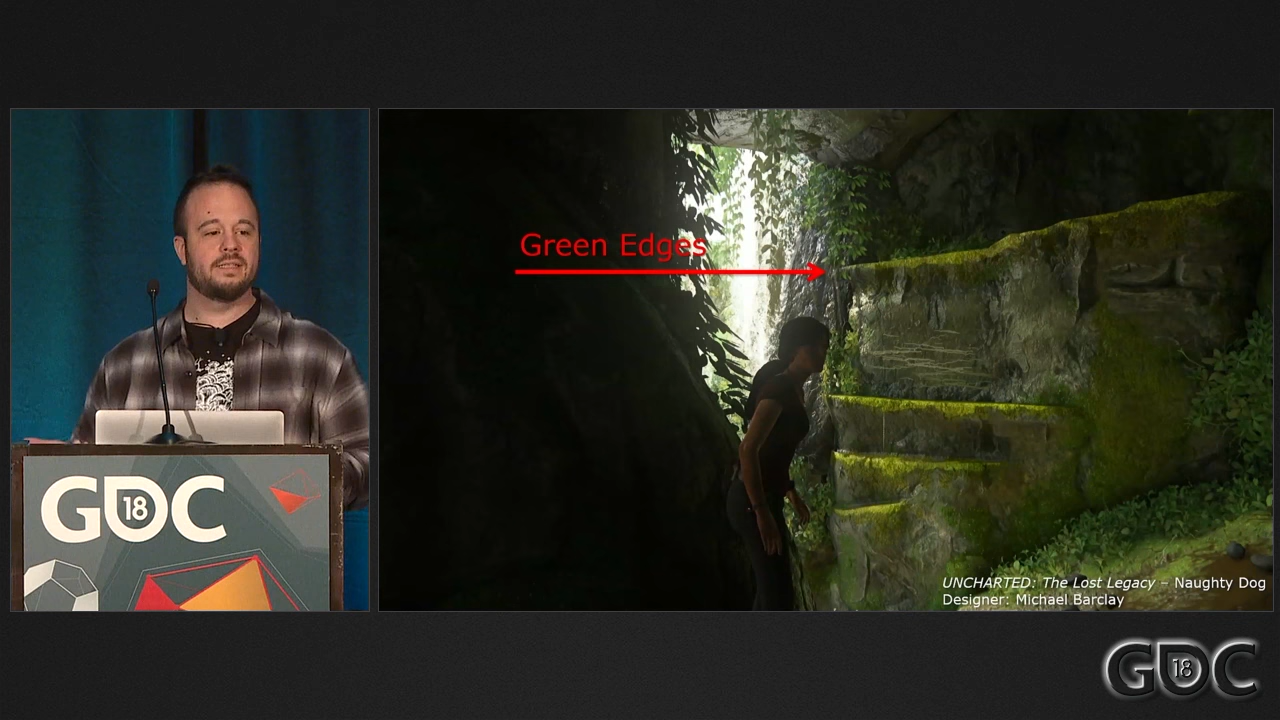 Green Edges
UNCHARTED: The Lost Legacy – Naughty Dog
Designer: Michael Barclay
GDC
18
GDC
18